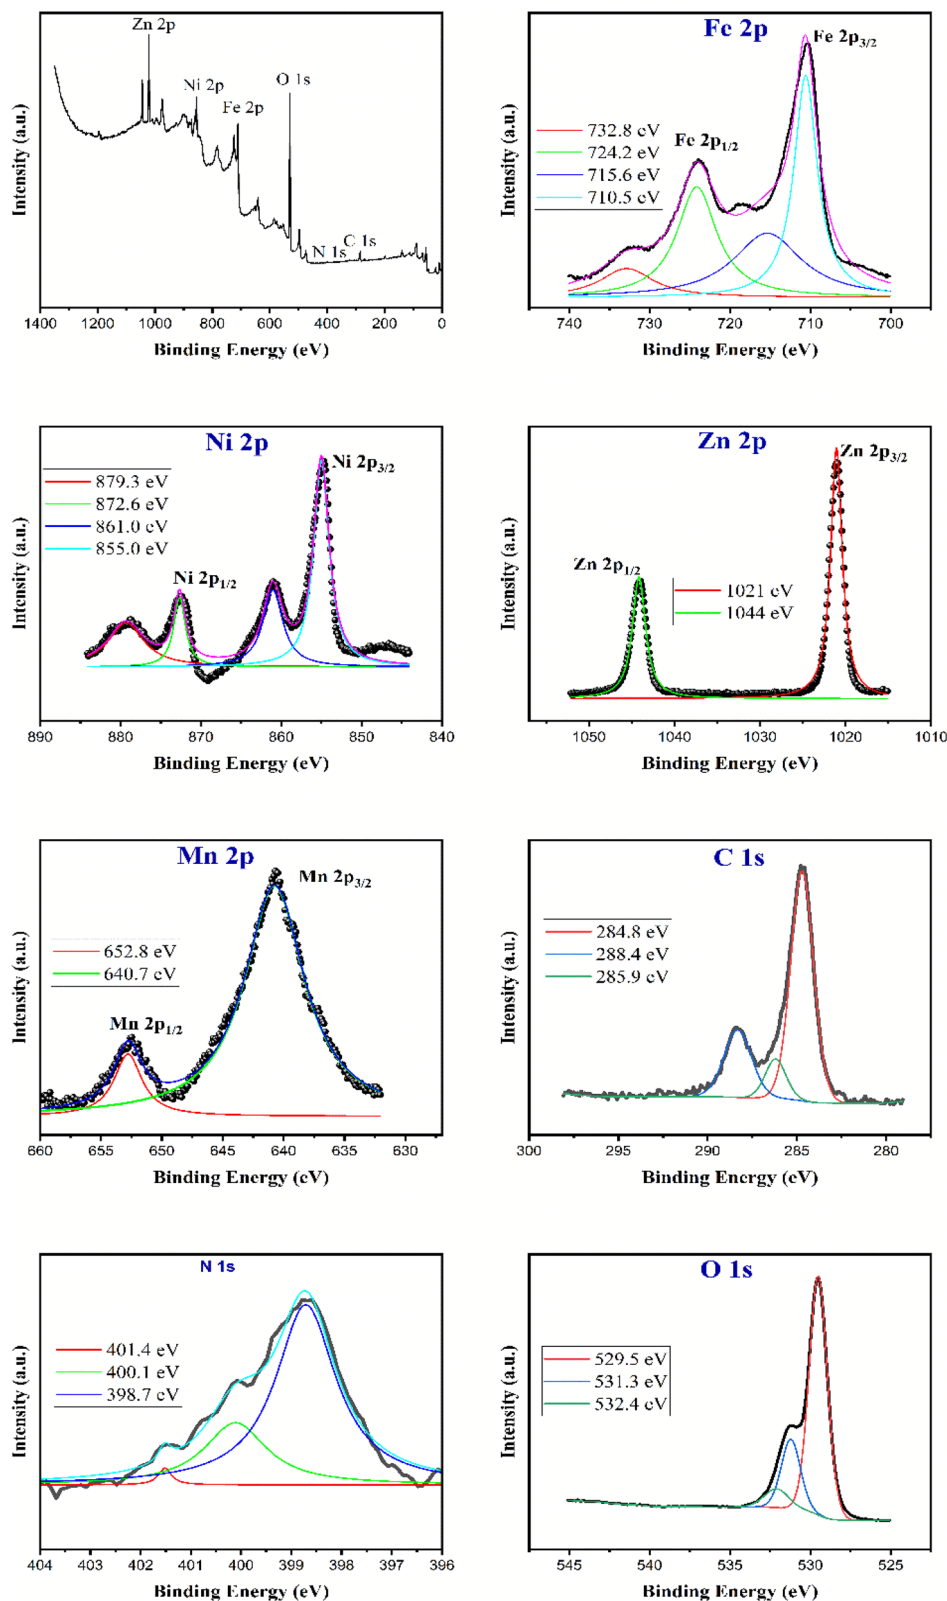 Intensity (a.u.)
Zn 2p
Ni 2p
Fe 2p
O 1s
N 1s
C 1s
1400 1200 1000 800 600 400 200 0
Binding Energy (eV)
Fe 2p
Intensity (a.u.)
732.8 eV
724.2 eV
715.6 eV
710.5 eV
Fe 2p1/2
Fe 2p3/2
740 730 720 710 700
Binding Energy (eV)
Ni 2p
Intensity (a.u.)
879.3 eV
872.6 eV
861.0 eV
855.0 eV
Ni 2p1/2
Ni 2p3/2
890 880 870 860 850 840
Binding Energy (eV)
Zn 2p
Intensity (a.u.)
Zn 2p1/2
Zn 2p3/2
1021 eV
1044 eV
1050 1040 1030 1020 1010
Binding Energy (eV)
Mn 2p
Intensity (a.u.)
652.8 eV
640.7 eV
Mn 2p1/2
Mn 2p3/2
660 655 650 645 640 635 630
Binding Energy (eV)
C 1s
Intensity (a.u.)
284.8 eV
288.4 eV
285.9 eV
300 295 290 285 280
Binding Energy (eV)
N 1s
Intensity (a.u.)
401.4 eV
400.1 eV
398.7 eV
404 403 402 401 400 399 398 397 396
Binding Energy (eV)
O 1s
Intensity (a.u.)
529.5 eV
531.3 eV
532.4 eV
545 540 535 530 525
Binding Energy (eV)